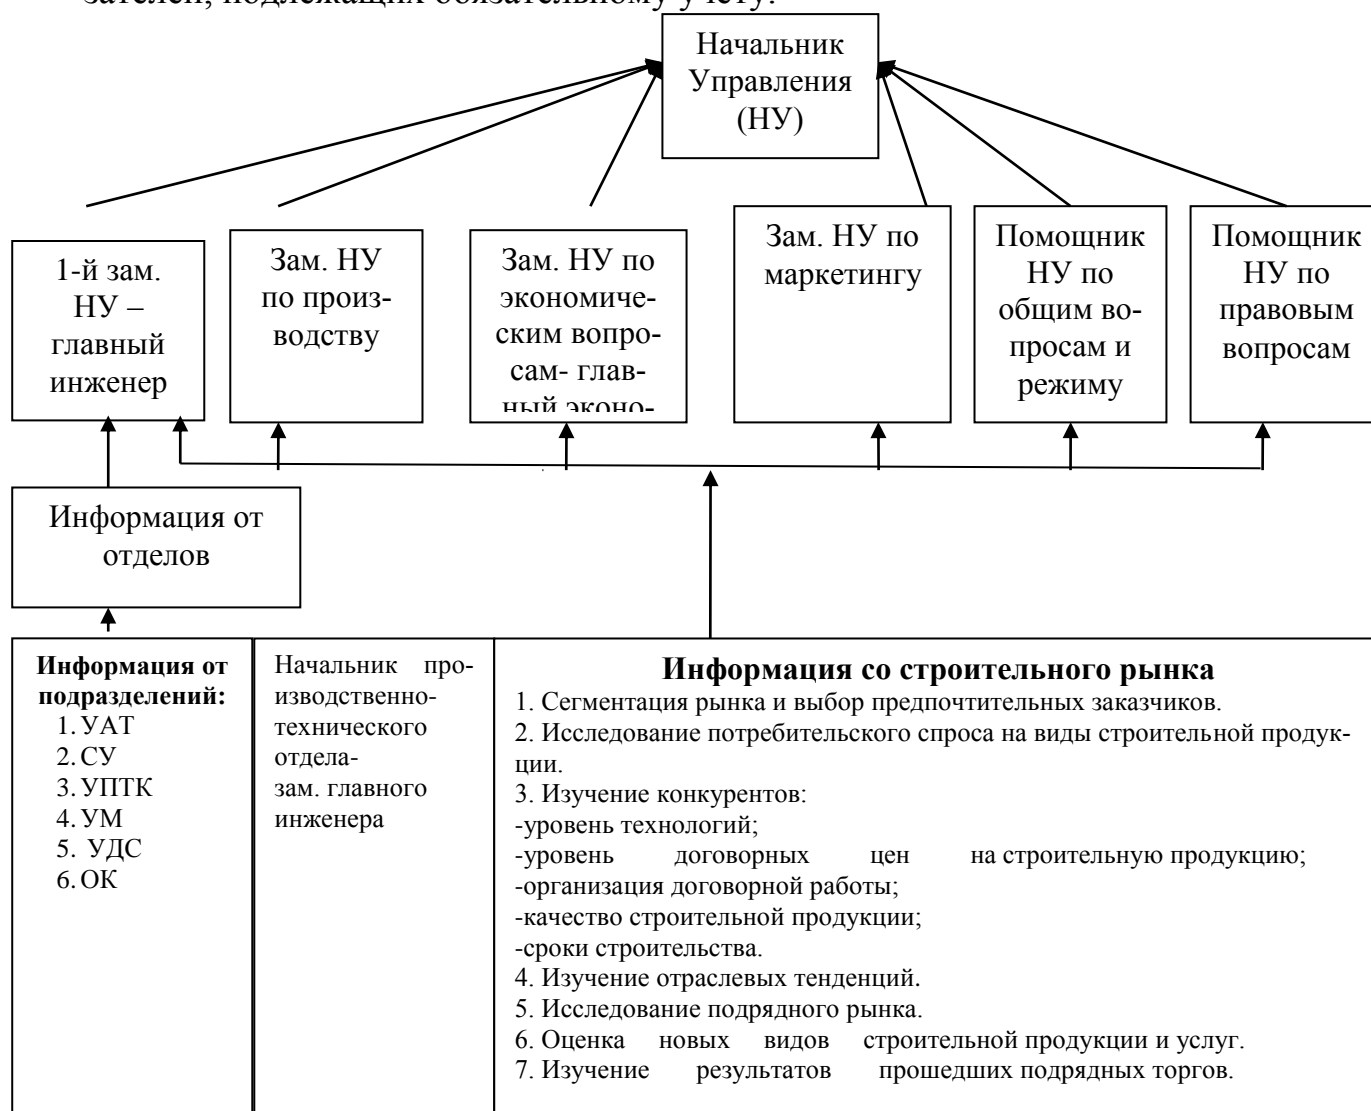 зателей, подлежащих обязательному учету.
Начальник
Управления
(НУ)
1-й зам.
НУ –
главный
инженер
Зам. НУ
по произ-
водству
Зам. НУ по
экономиче-
ским вопро-
сам- глав-
ный эконо-
Зам. НУ по
маркетингу
Помощник
НУ по
общим во-
просам и
режиму
Помощник
НУ по
правовым
вопросам
Информация от
отделов
Информация от
подразделений:
1. УАТ
2. СУ
3. УПТК
4. УМ
5. УДС
6. ОК
Начальник про-
изводственно-
технического
отдела-
зам. главного
инженера
Информация со строительного рынка
1. Сегментация рынка и выбор предпочтительных заказчиков.
2. Исследование потребительского спроса на виды строительной продук-
ции.
3. Изучение конкурентов:
-уровень технологий;
-уровень договорных цен на строительную продукцию;
-организация договорной работы;
-качество строительной продукции;
-сроки строительства.
4. Изучение отраслевых тенденций.
5. Исследование подрядного рынка.
6. Оценка новых видов строительной продукции и услуг.
7. Изучение результатов прошедших подрядных торгов.